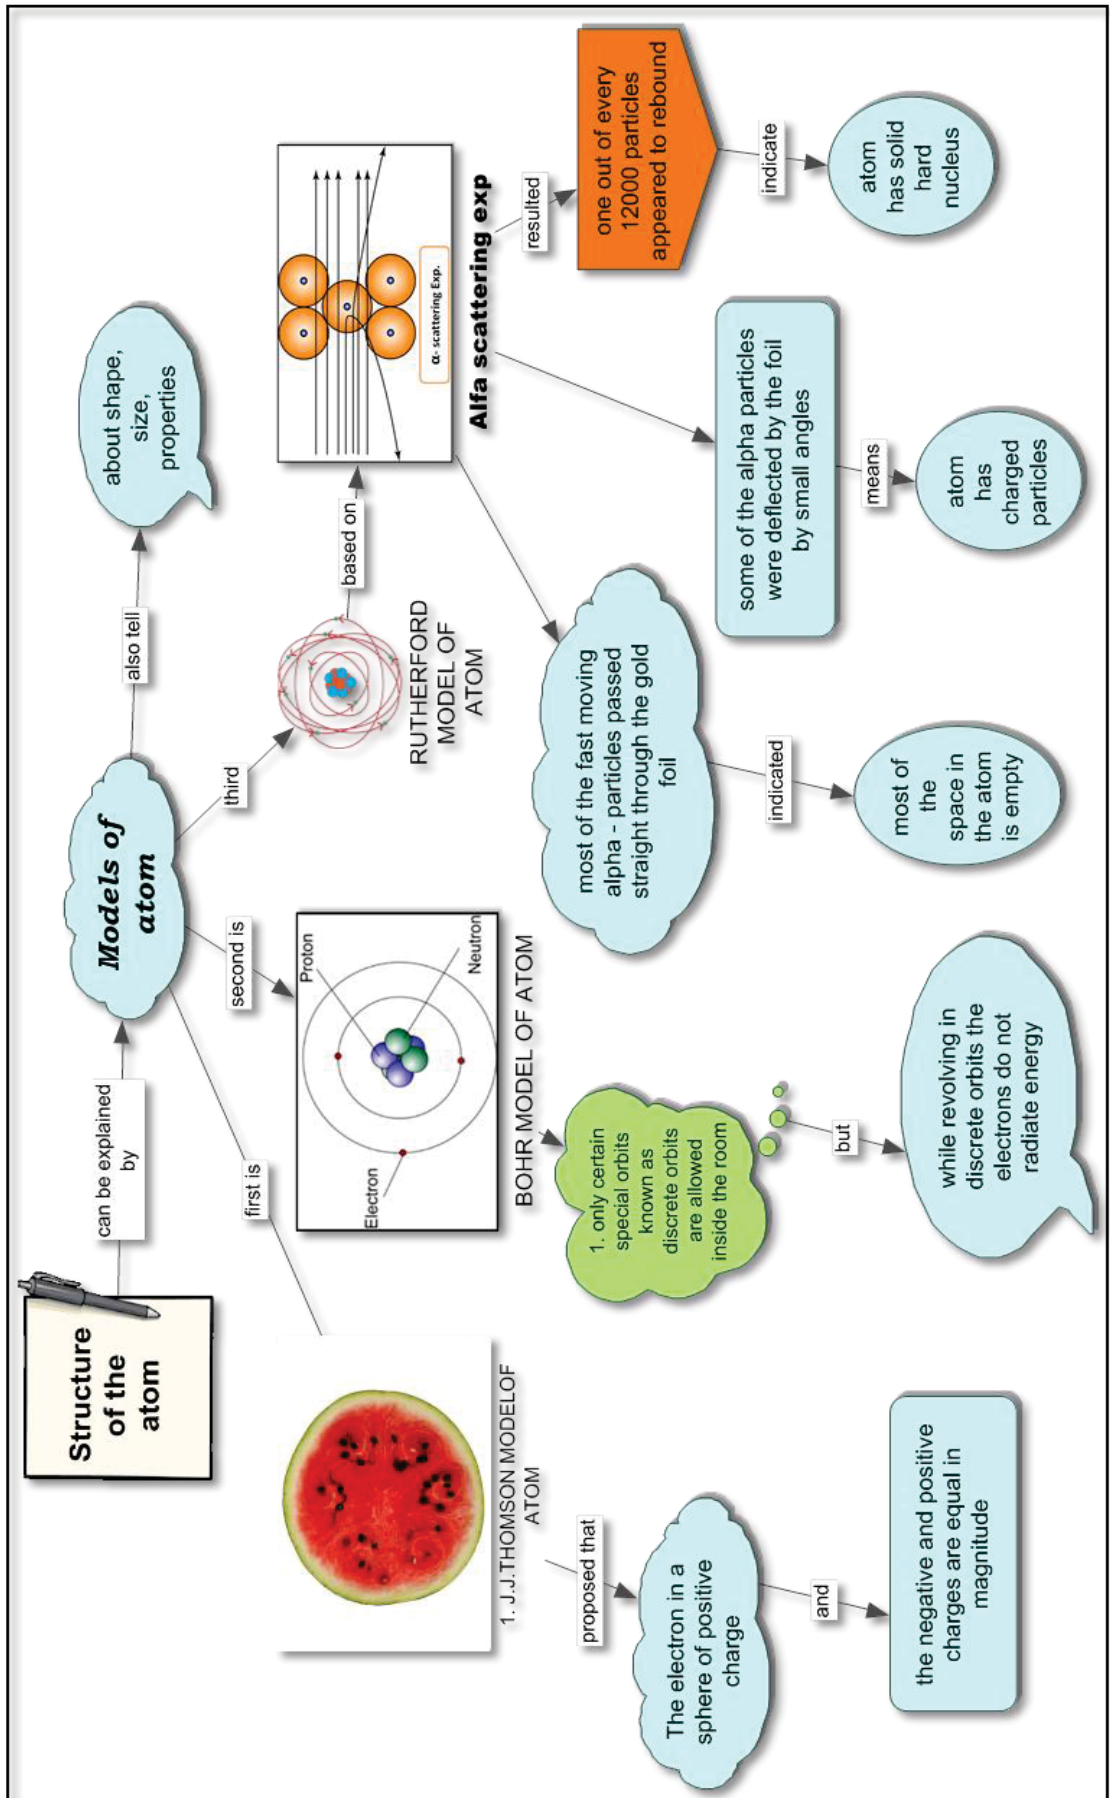 Structure
of the
atom
can be explained
by
Models of
atom
also tell
about shape,
size,
properties
first is
second is
third
1. J.J.THOMSON MODELOF
ATOM
proposed that
The electron in a
sphere of positive
charge
and
the negative and positive
charges are equal in
magnitude
Proton
Electron
Neutron
BOHR MODEL OF ATOM
1. only certain
special orbits
known as
discrete orbits
are allowed
inside the room
but
while revolving in
discrete orbits the
electrons do not
radiate energy
RUTHERFORD
MODEL OF
ATOM
based on
α- scattering Exp.
Alfa scattering exp
most of the fast moving
alpha - particles passed
straight through the gold
foil
indicated
most of
the
space in
the atom
is empty
some of the alpha particles
were deflected by the foil
by small angles
means
atom
has
charged
particles
resulted
one out of every
12000 particles
appeared to rebound
indicate
atom
has solid
hard
nucleus